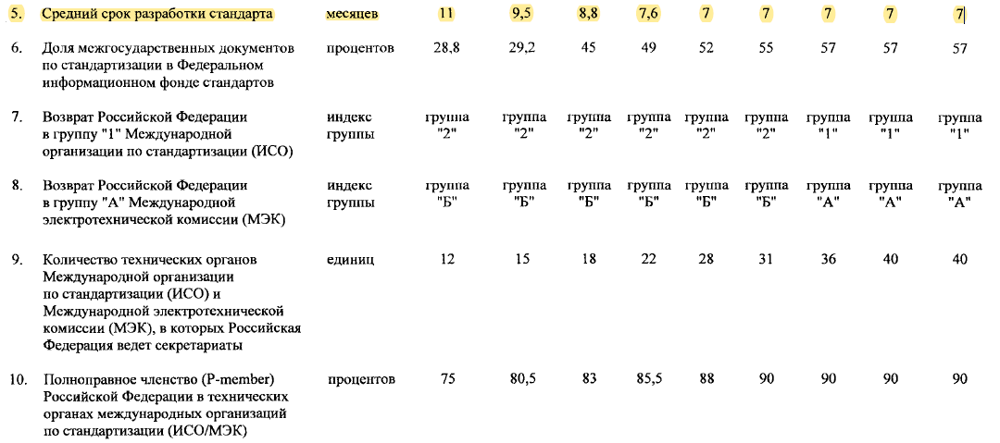 5. Средний срок разработки стандарта месяцев 11 9,5 8,8 7,6 7 7 7 7 7
6. Доля межгосударственных документов процентов 28,8 29,2 45 49 52 55 57 57 57
по стандартизации в Федеральном
информационном фонде стандартов
7. Возврат Российской Федерации индекс группа группа группа группа группа группа группа группа группа
в группу "1" Международной группы "2" "2" "2" "2" "2" "2" "1" "1" "1"
организации по стандартизации (ИСО)
8. Возврат Российской Федерации индекс группа группа группа группа группа группа группа группа группа
в группу "А" Международной группы "Б" "Б" "Б" "Б" "Б" "Б" "А" "А" "А"
электротехнической комиссии (МЭК)
9. Количество технических органов единиц 12 15 18 22 28 31 36 40 40
Международной организации
по стандартизации (ИСО) и
Международной электротехнической
комиссии (МЭК), в которых Российская
Федерация ведет секретариаты
10. Полноправное членство (P-member) процентов 75 80,5 83 85,5 88 90 90 90 90
Российской Федерации в технических
органах международных организаций
по стандартизации (ИСО/МЭК)